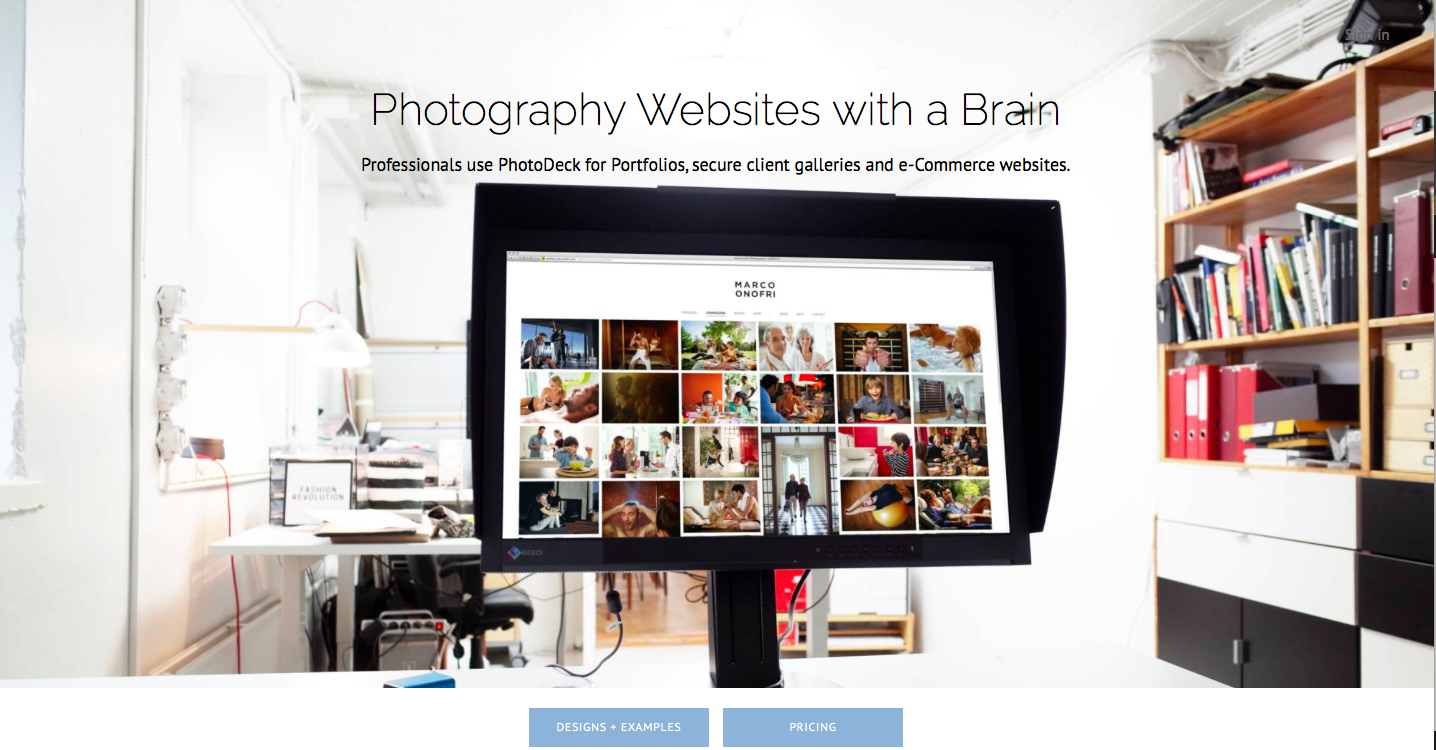 Sign in
Photography Websites with a Brain
Professionals use PhotoDeck for Portfolios, secure client galleries and e-Commerce websites.
MARCO
ONOFRI
FASHION
REVOLUTION
EIZO
DESIGNS + EXAMPLES
PRICING